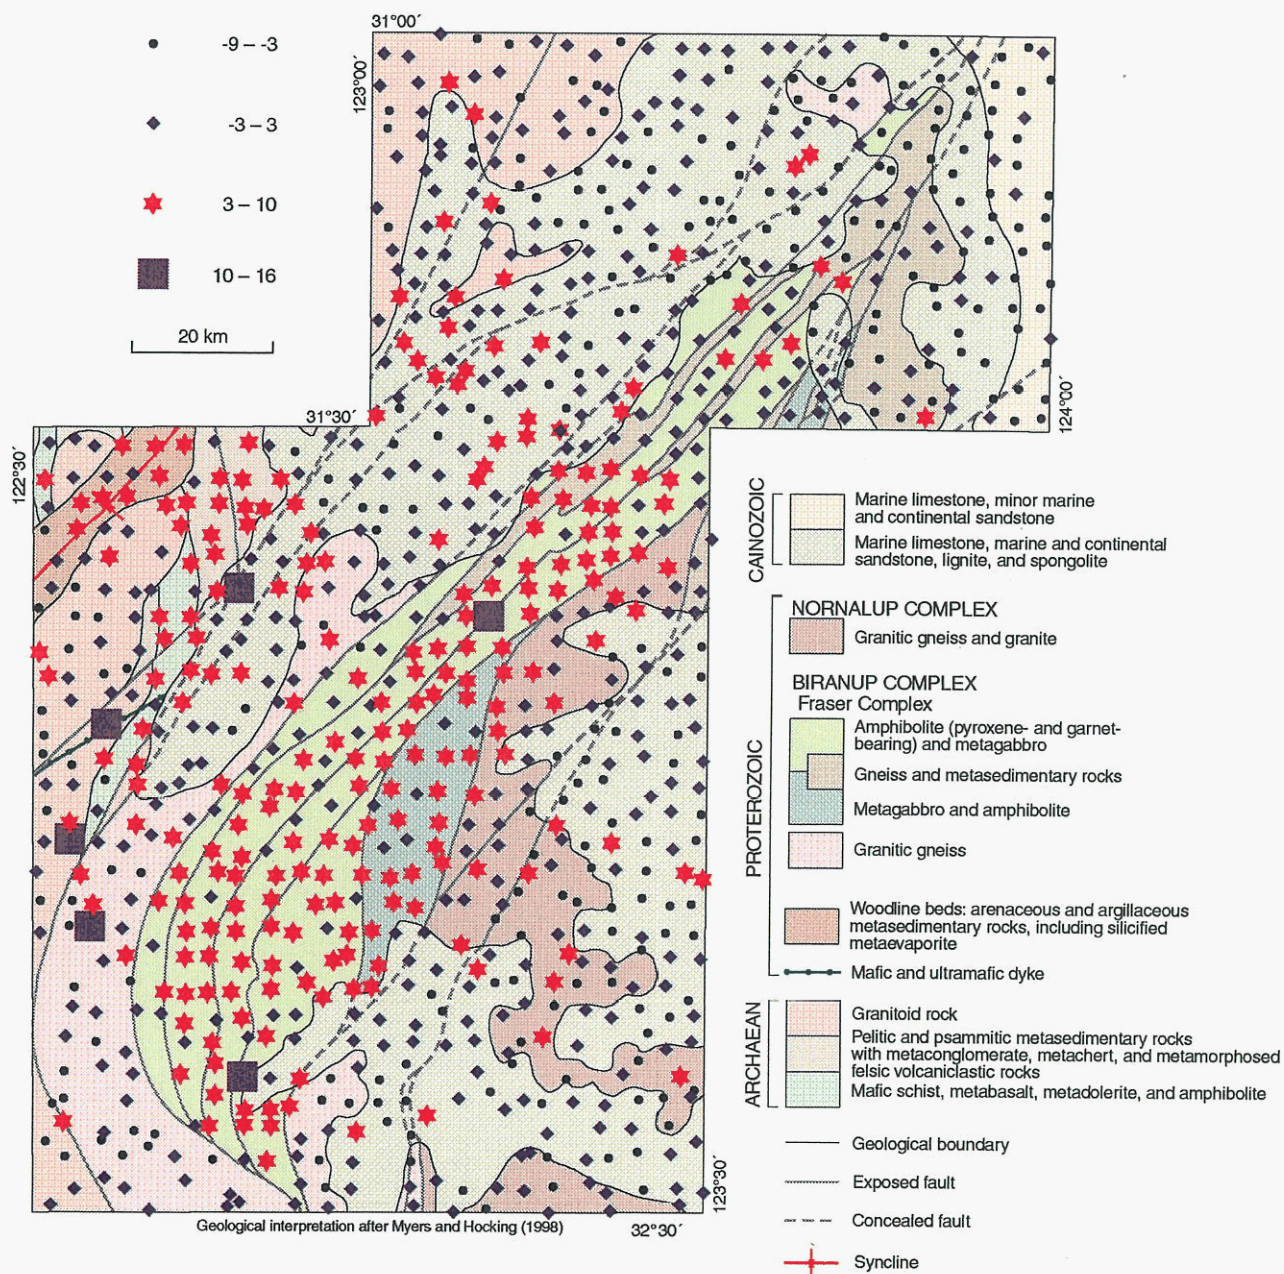 -9 – -3
-3 – 3
3 – 10
10 – 16
20 km
31°00´
123°00´
31°30´
122°30´
124°00´
123°30´
32°30´
Geological interpretation after Myers and Hocking (1998)
CAINOZOIC
Marine limestone, minor marine
and continental sandstone
Marine limestone, marine and continental
sandstone, lignite, and spongolite
PROTEROZOIC
NORNALUP COMPLEX
Granitic gneiss and granite
BIRANUP COMPLEX
Fraser Complex
Amphibolite (pyroxene- and garnet-
bearing) and metagabbro
Gneiss and metasedimentary rocks
Metagabbro and amphibolite
Granitic gneiss
Woodline beds: arenaceous and argillaceous
metasedimentary rocks, including silicified
metaevaporite
Mafic and ultramafic dyke
ARCHAEAN
Granitoid rock
Pelitic and psammitic metasedimentary rocks
with metaconglomerate, metachert, and metamorphosed
felsic volcaniclastic rocks
Mafic schist, metabasalt, metadolerite, and amphibolite
Geological boundary
Exposed fault
Concealed fault
Syncline